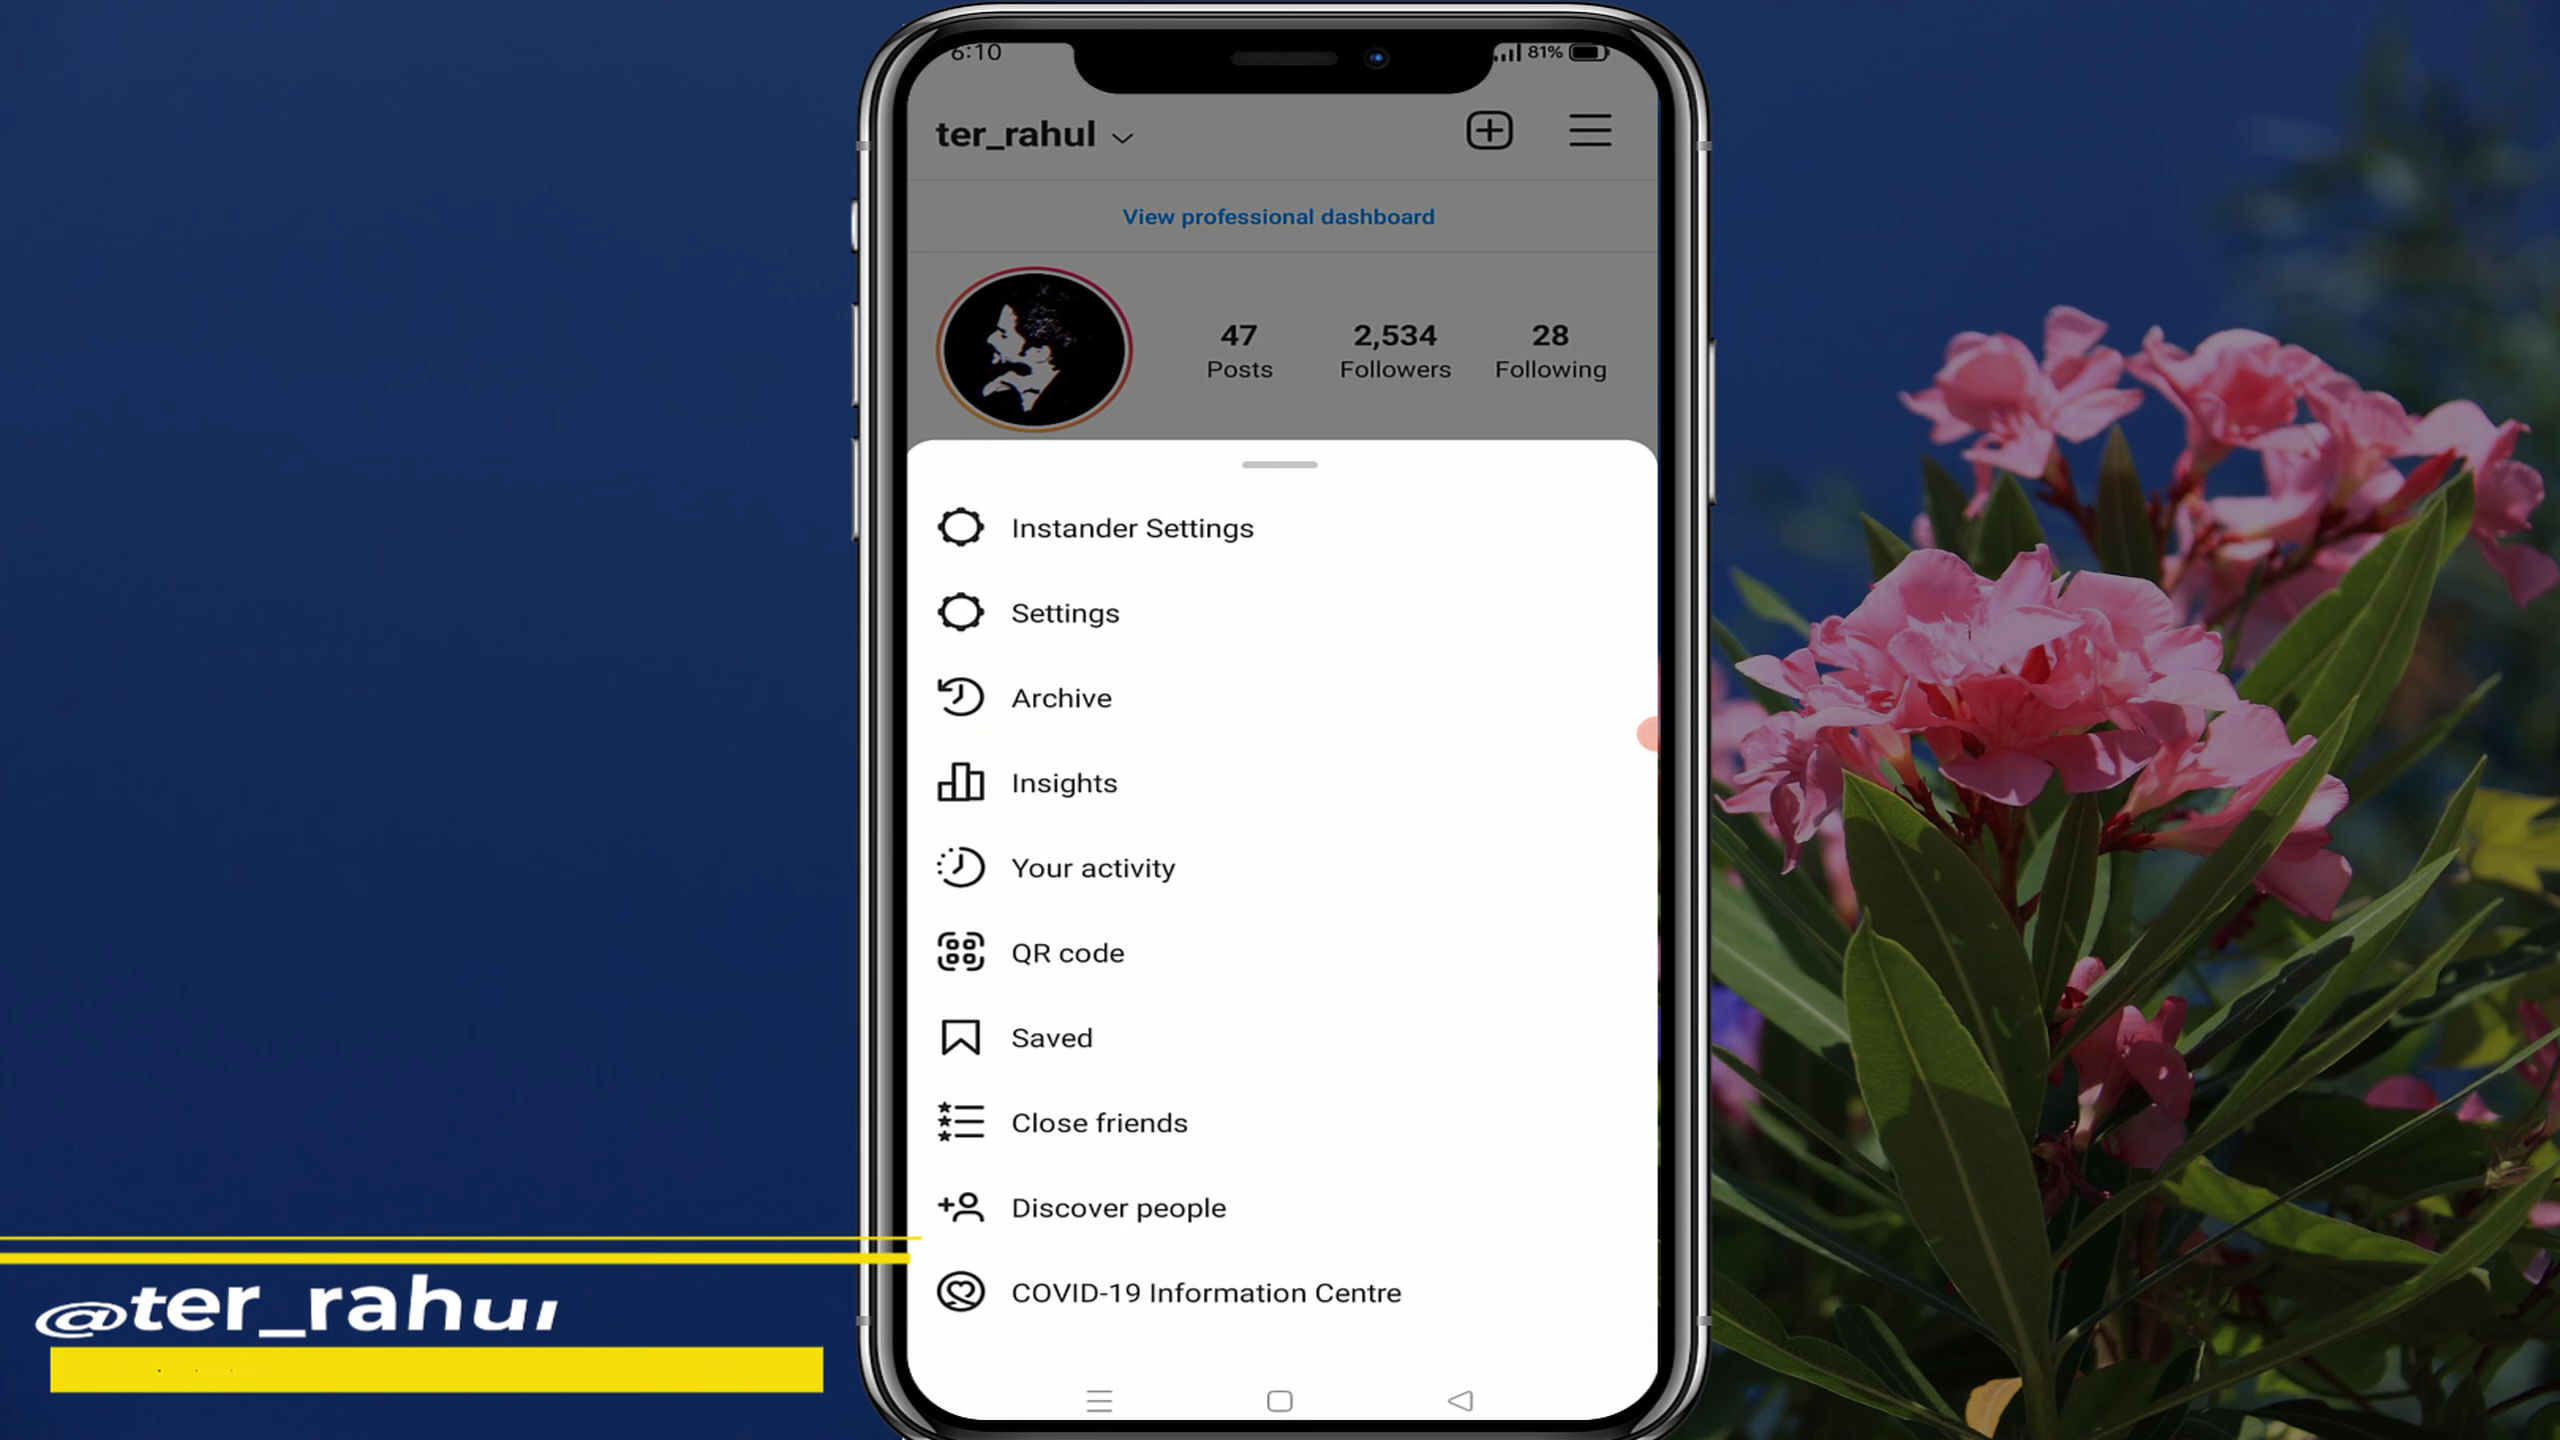 6:10
81%
ter_rahul
View professional dashboard
47
Posts
2,534
Followers
28
Following
Instander Settings
Settings
Archive
Insights
Your activity
QR code
Saved
Close friends
Discover people
COVID-19 Information Centre
@ter_rahul